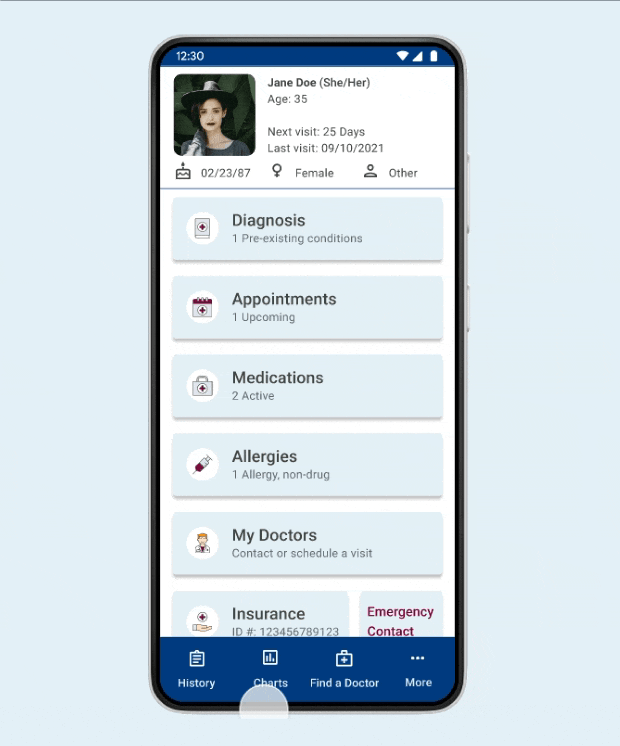 12:30
Jane Doe (She/Her)
Age: 35
Next visit: 25 Days
Last visit: 09/10/2021
02/23/87 Female Other
Diagnosis
1 Pre-existing conditions
Appointments
1 Upcoming
Medications
2 Active
Allergies
1 Allergy, non-drug
My Doctors
Contact or schedule a visit
Insurance
ID #: 123456789123
Emergency
Contact
History Charts Find a Doctor More